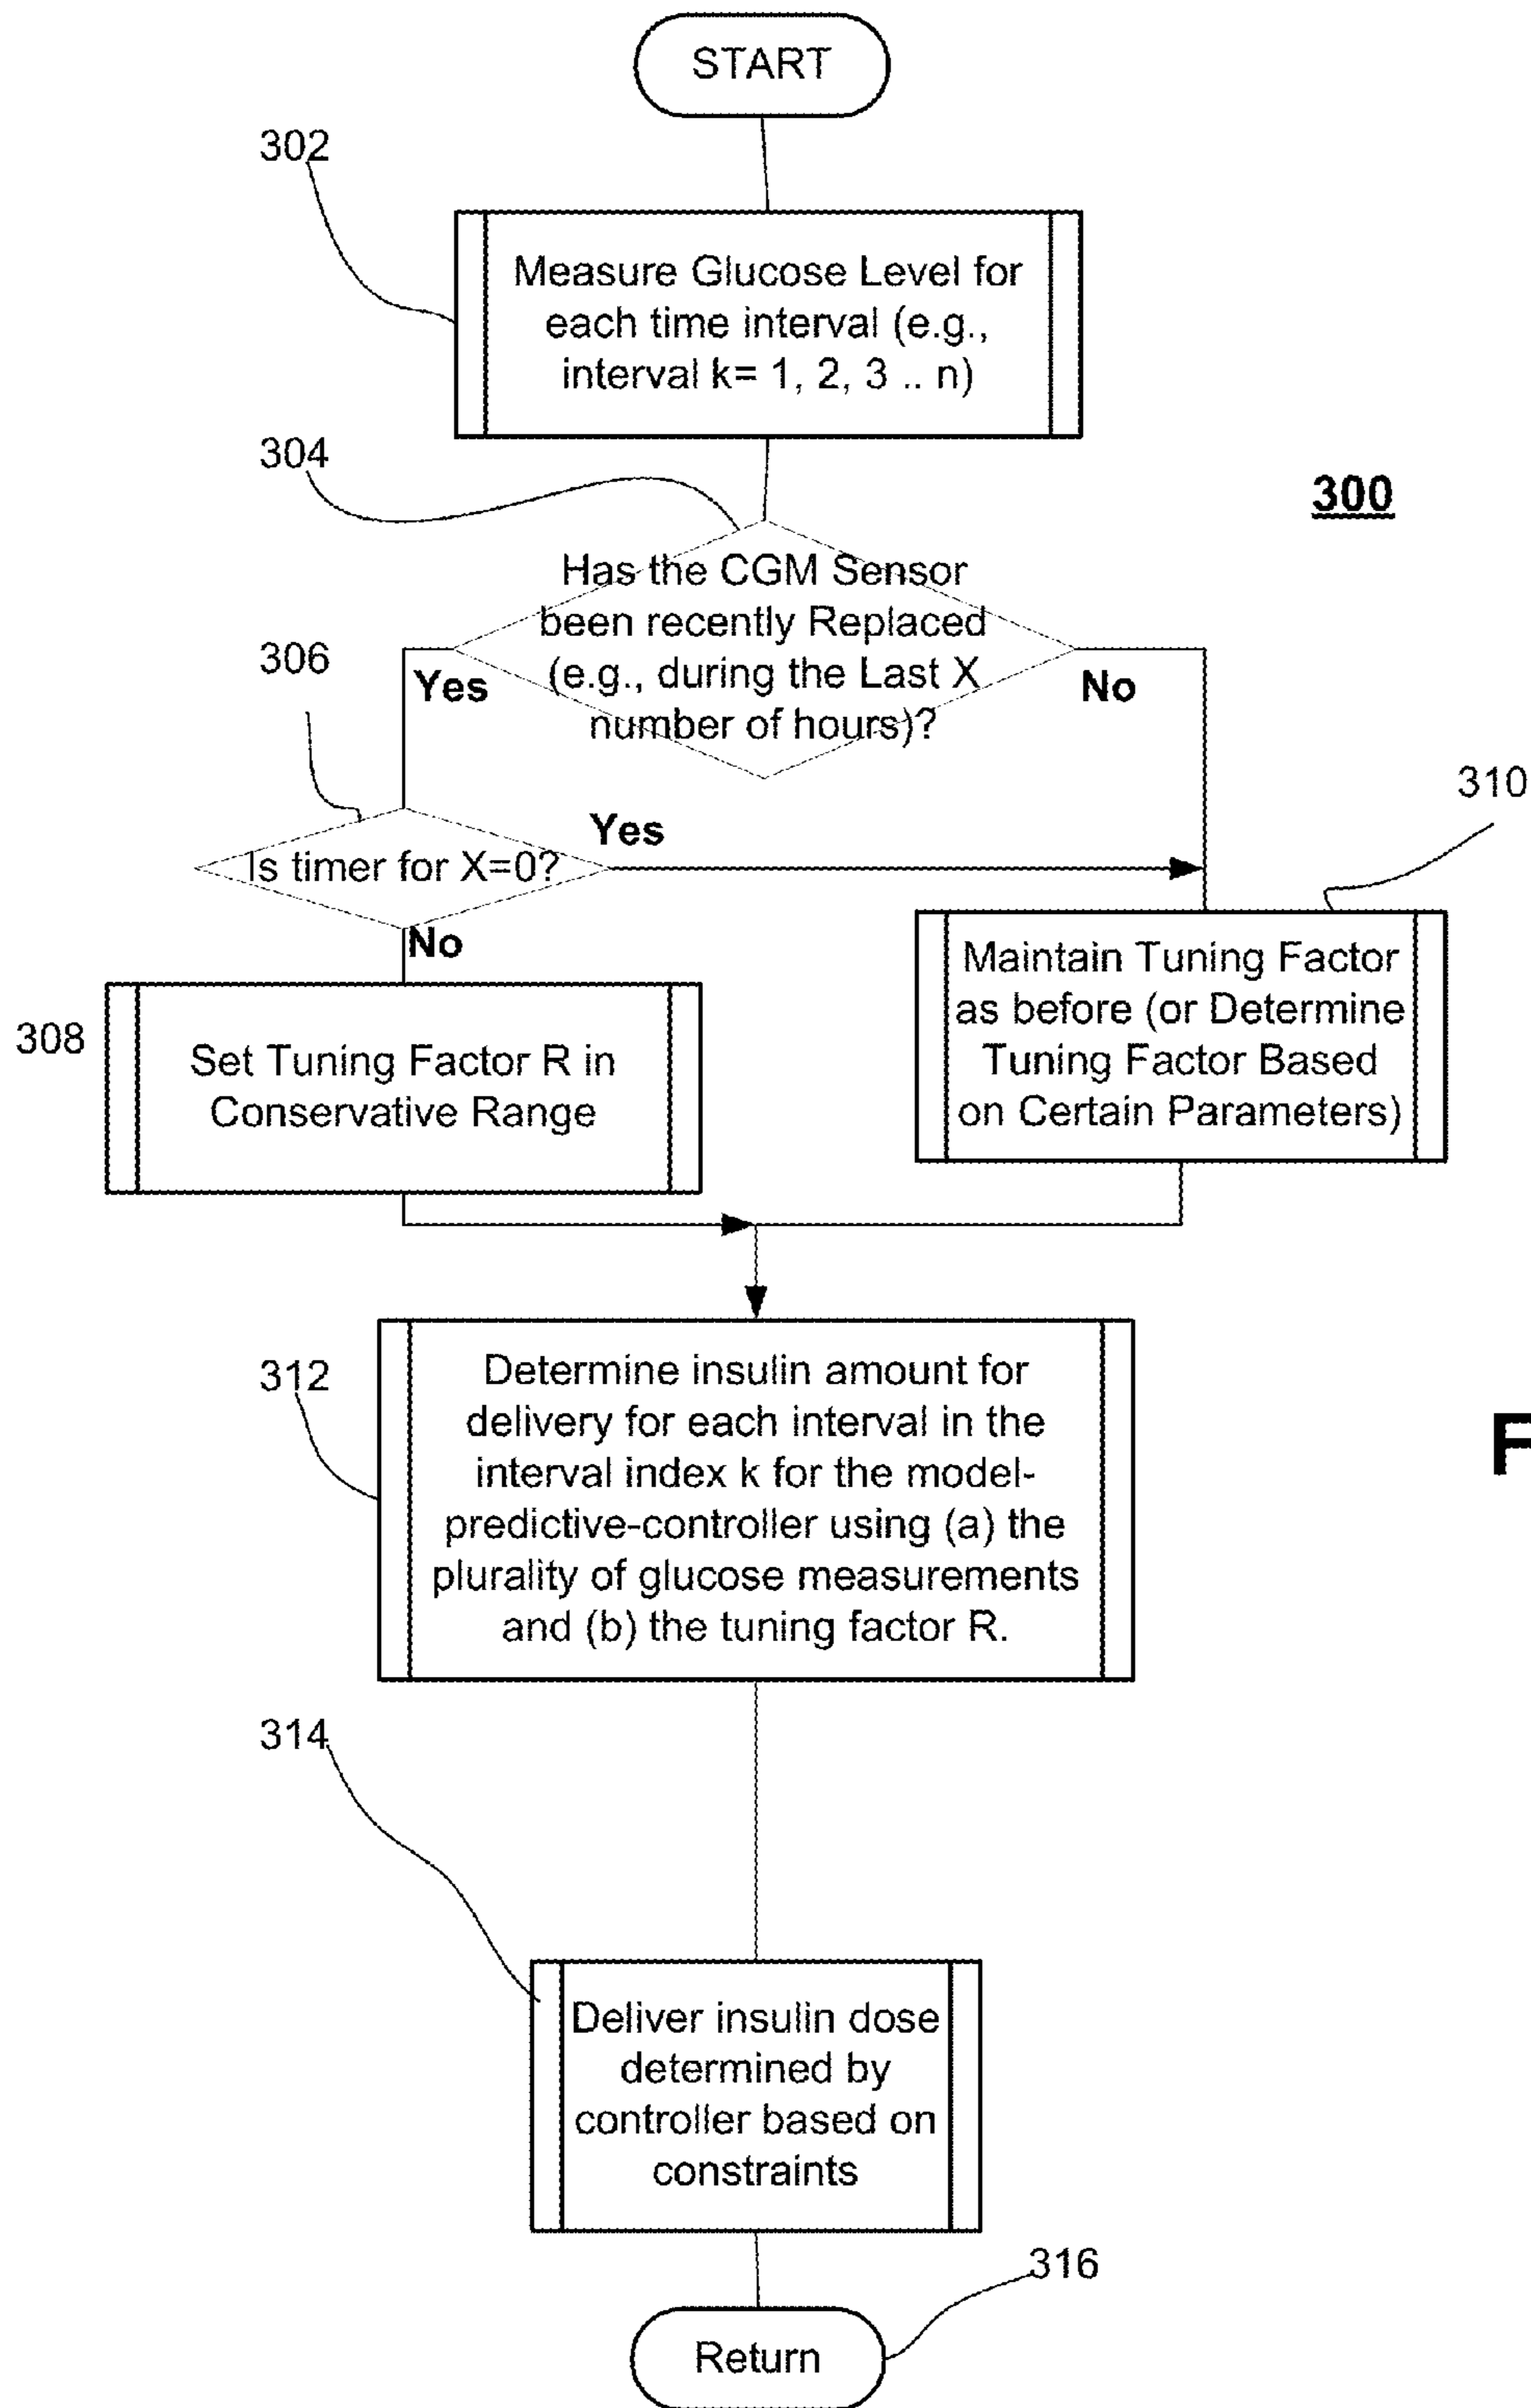 START
302
Measure Glucose Level for
each time interval (e.g.,
interval k= 1, 2, 3 .. n)
304
300
Has the CGM Sensor
been recently Replaced
(e.g., during the Last X
number of hours)?
306
Yes
No
310
Is timer for X=0?
Yes
No
308
Set Tuning Factor R in
Conservative Range
Maintain Tuning Factor
as before (or Determine
Tuning Factor Based
on Certain Parameters)
312
Determine insulin amount for
delivery for each interval in the
interval index k for the model-
predictive-controller using (a) the
plurality of glucose measurements
and (b) the tuning factor R.
F
314
Deliver insulin dose
determined by
controller based on
constraints
316
Return